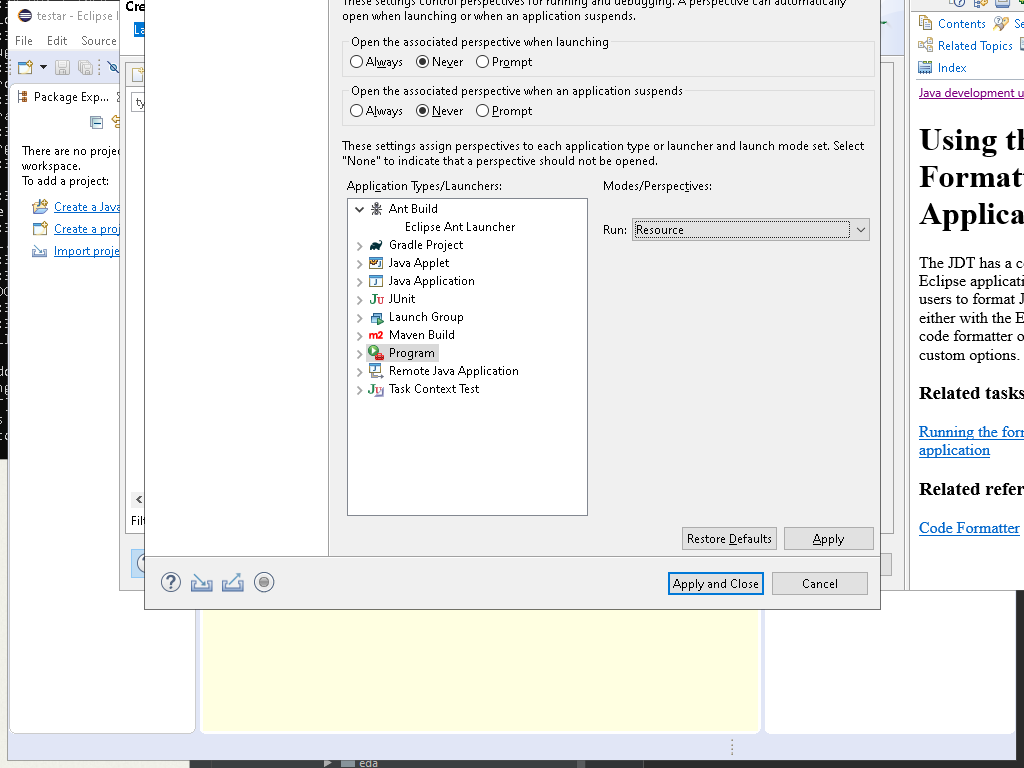 testar - Eclipse I
File Edit Source
Package Exp...
There are no proje
workspace.
To add a project:
Create a Java
Create a proj
Import proje
Cre
La
ty
Filt
These settings control perspectives for running and debugging. A perspective can automatically
open when launching or when an application suspends.
Open the associated perspective when launching
Always Never Prompt
Open the associated perspective when an application suspends
Always Never Prompt
These settings assign perspectives to each application type or launcher and launch mode set. Select
"None" to indicate that a perspective should not be opened.
Application Types/Launchers:
Modes/Perspectives:
Ant Build
Eclipse Ant Launcher
Gradle Project
Java Applet
Java Application
JUnit
Launch Group
Maven Build
Program
Remote Java Application
Task Context Test
Run: Resource
Restore Defaults
Apply
Apply and Close
Cancel
Contents
Se
Related Topics
Index
Java development u
Using th
Formatt
Applica
The JDT has a co
Eclipse applicati
users to format J
either with the E
code formatter o
custom options.
Related tasks
Running the forn
application
Related refer
Code Formatter
eda